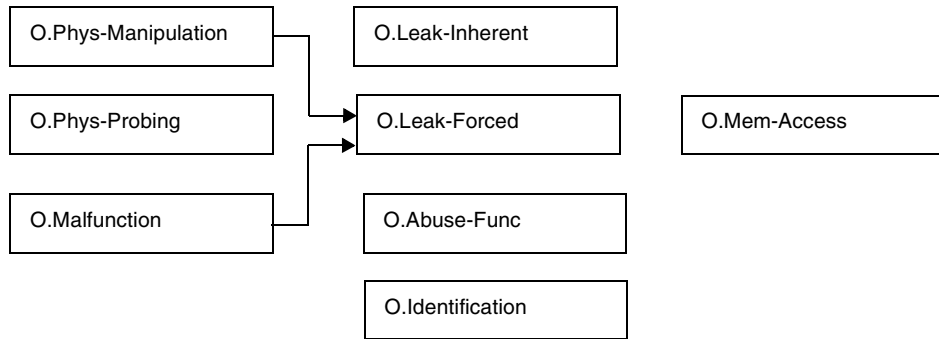 O.Phys-Manipulation
O.Leak-Inherent
O.Phys-Probing
O.Leak-Forced
O.Mem-Access
O.Malfunction
O.Abuse-Func
O.Identification